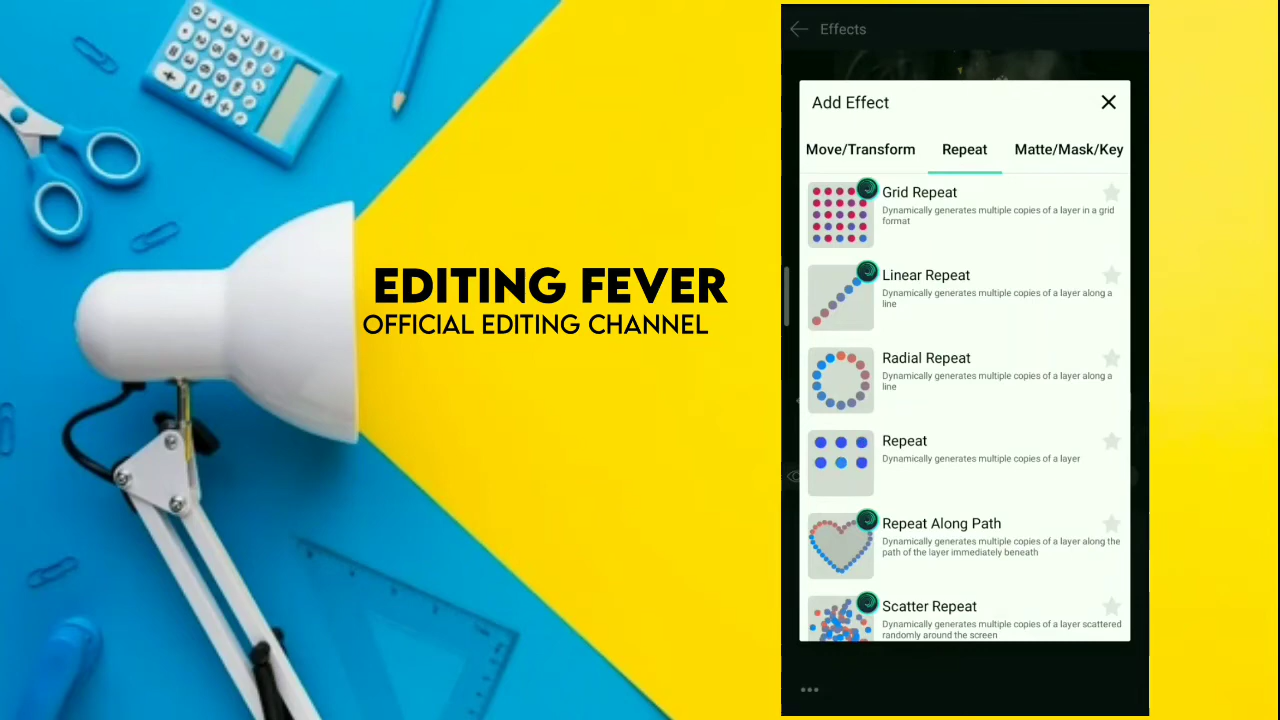 EDITING FEVER
OFFICIAL EDITING CHANNEL
Effects
Add Effect
Move/Transform
Repeat
Matte/Mask/Key
Grid Repeat
Dynamically generates multiple copies of a layer in a grid
format
Linear Repeat
Dynamically generates multiple copies of a layer along a
line
Radial Repeat
Dynamically generates multiple copies of a layer along a
line
Repeat
Dynamically generates multiple copies of a layer
Repeat Along Path
Dynamically generates multiple copies of a layer along the
path of the layer immediately beneath
Scatter Repeat
Dynamically generates multiple copies of a layer scattered
randomly around the screen